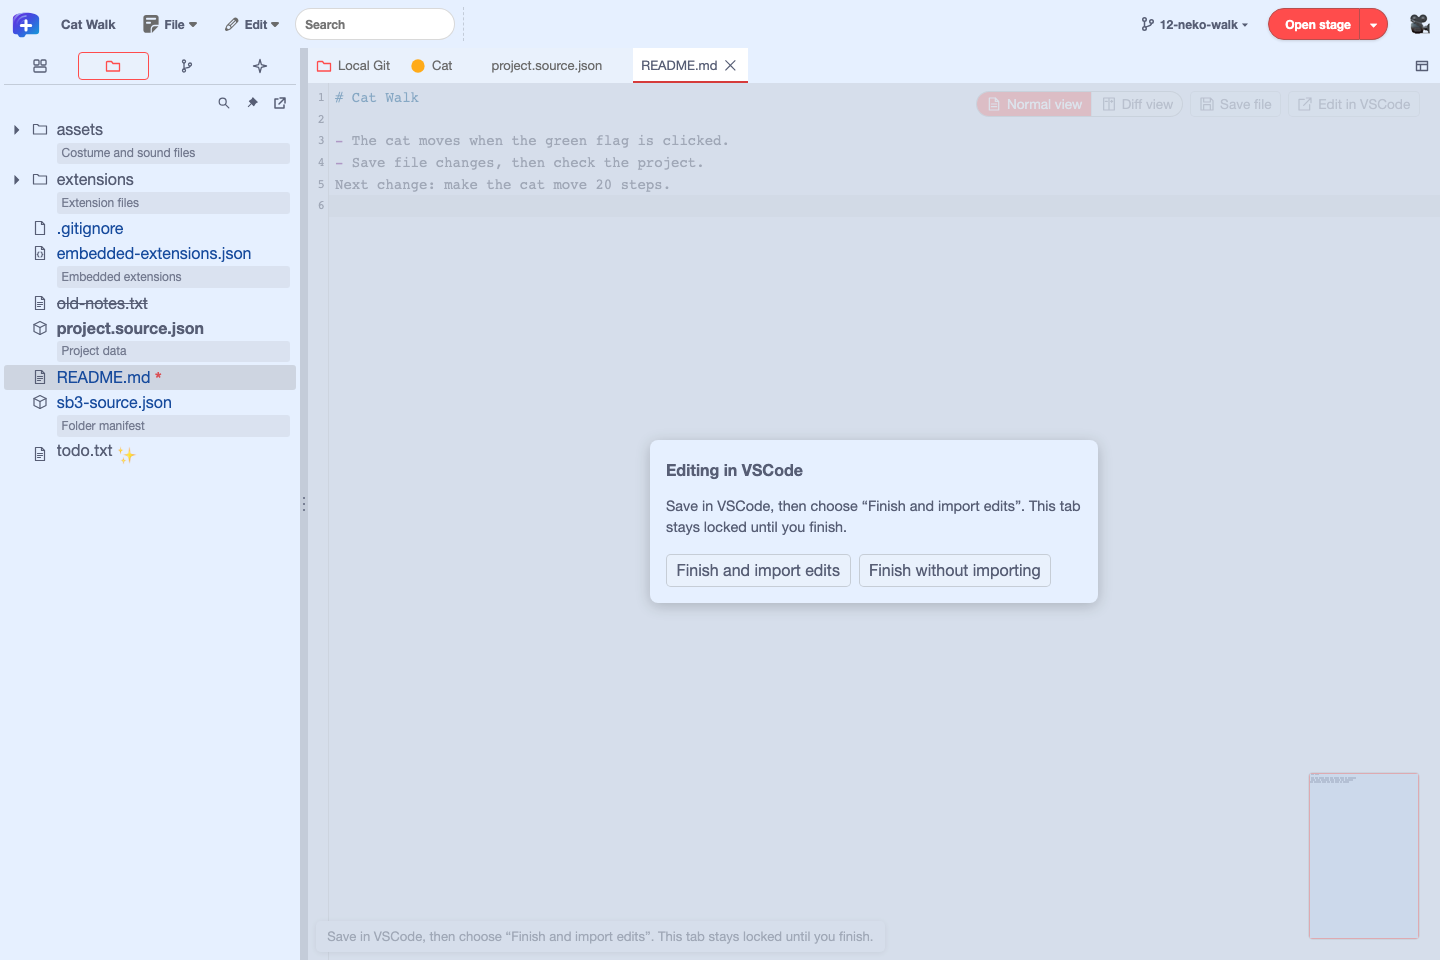 Cat Walk
File
Edit
Search
12-neko-walk
Open stage
Local Git
Cat
project.source.json
README.md
assets
Costume and sound files
extensions
Extension files
.gitignore
embedded-extensions.json
Embedded extensions
old-notes.txt
project.source.json
Project data
README.md *
sb3-source.json
Folder manifest
todo.txt ✨
Normal view
Diff view
Save file
Edit in VSCode
1 # Cat Walk
2
3 - The cat moves when the green flag is clicked.
4 - Save file changes, then check the project.
5 Next change: make the cat move 20 steps.
6
Editing in VSCode
Save in VSCode, then choose “Finish and import edits”. This tab
stays locked until you finish.
Finish and import edits
Finish without importing
Save in VSCode, then choose “Finish and import edits”. This tab stays locked until you finish.